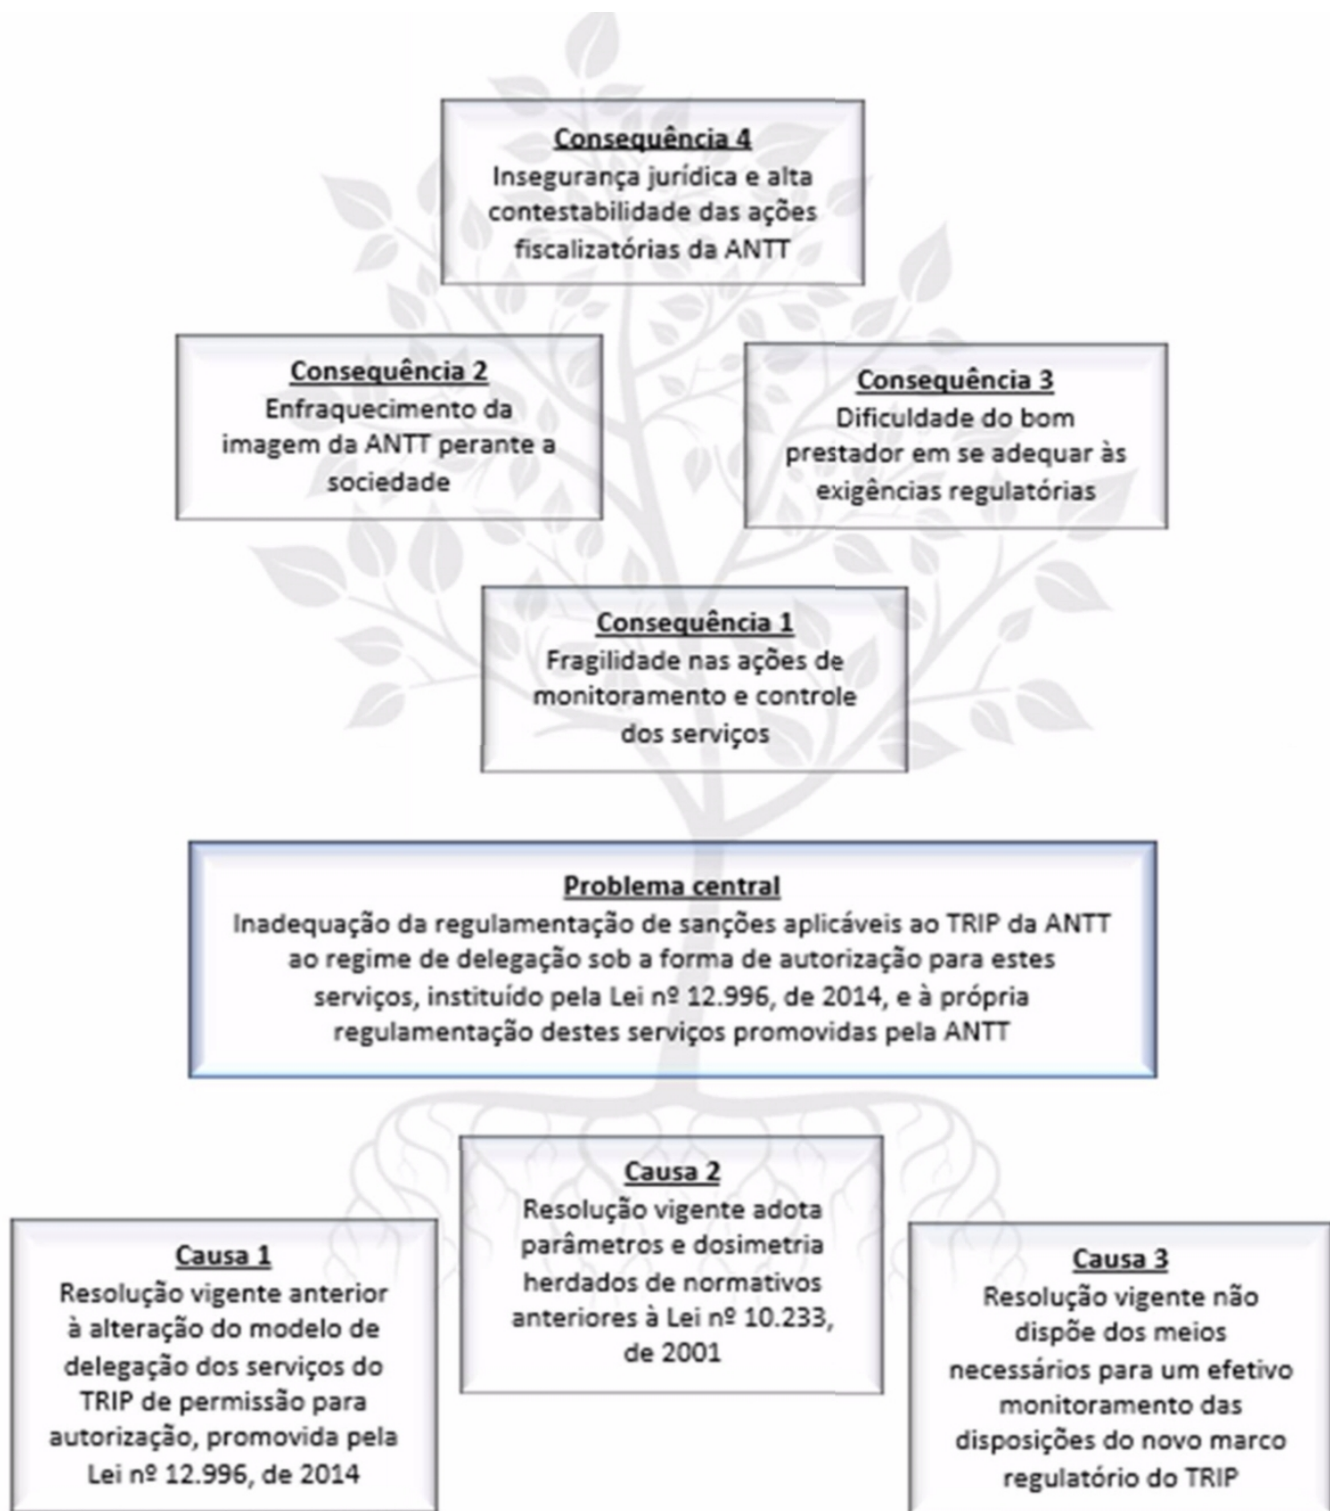 Consequência 4
Insegurança jurídica e alta
contestabilidade das ações
fiscalizatórias da ANTT
Consequência 2
Enfraquecimento da
imagem da ANTT perante a
sociedade
Consequência 3
Dificuldade do bom
prestador em se adequar às
exigências regulatórias
Consequência 1
Fragilidade nas ações de
monitoramento e controle
dos serviços
Problema central
Inadequação da regulamentação de sanções aplicáveis ao TRIP da ANTT
ao regime de delegação sob a forma de autorização para estes
serviços, instituído pela Lei nº 12.996, de 2014, e à própria
regulamentação destes serviços promovidas pela ANTT
Causa 1
Resolução vigente anterior
à alteração do modelo de
delegação dos serviços do
TRIP de permissão para
autorização, promovida pela
Lei nº 12.996, de 2014
Causa 2
Resolução vigente adota
parâmetros e dosimetria
herdados de normativos
anteriores à Lei nº 10.233,
de 2001
Causa 3
Resolução vigente não
dispõe dos meios
necessários para um efetivo
monitoramento das
disposições do novo marco
regulatório do TRIP